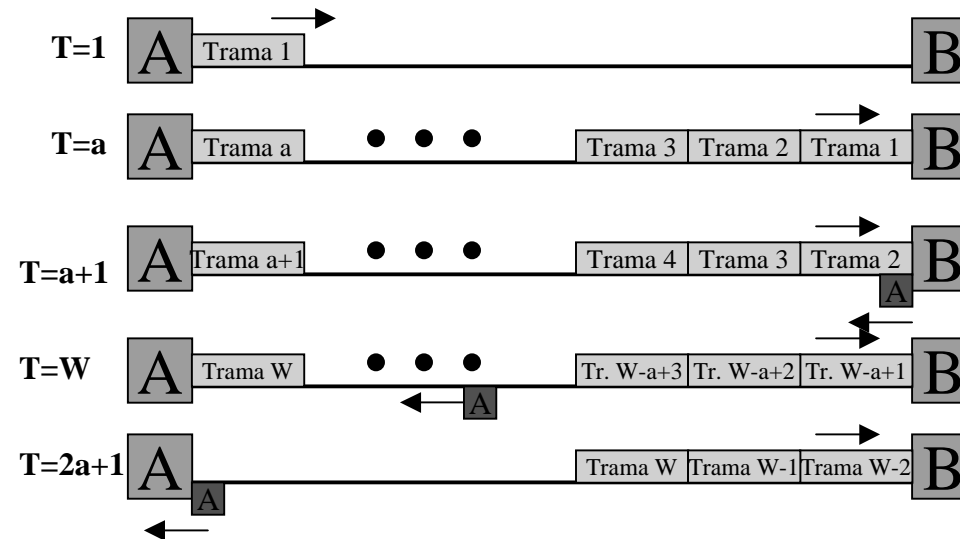 T=1 A Trama 1 B
T=a A Trama a Trama 3 Trama 2 Trama 1 B
T=a+1 A Trama a+1 Trama 4 Trama 3 Trama 2 B
A
T=W A Trama W Tr. W-a+3 Tr. W-a+2 Tr. W-a+1 B
A
T=2a+1 A Trama W Trama W-1 Trama W-2 B
A